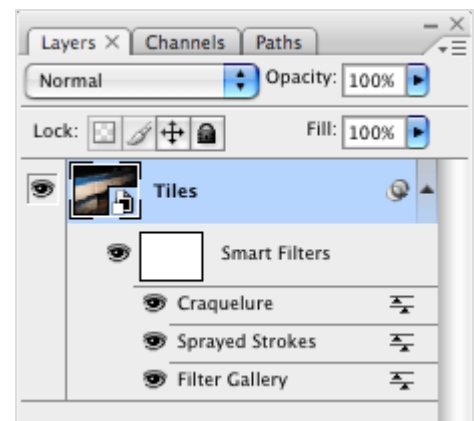 Layers × Channels Paths
Normal Opacity: 100%
Lock: Fill: 100%
Tiles
Smart Filters
Craquelure
Sprayed Strokes
Filter Gallery